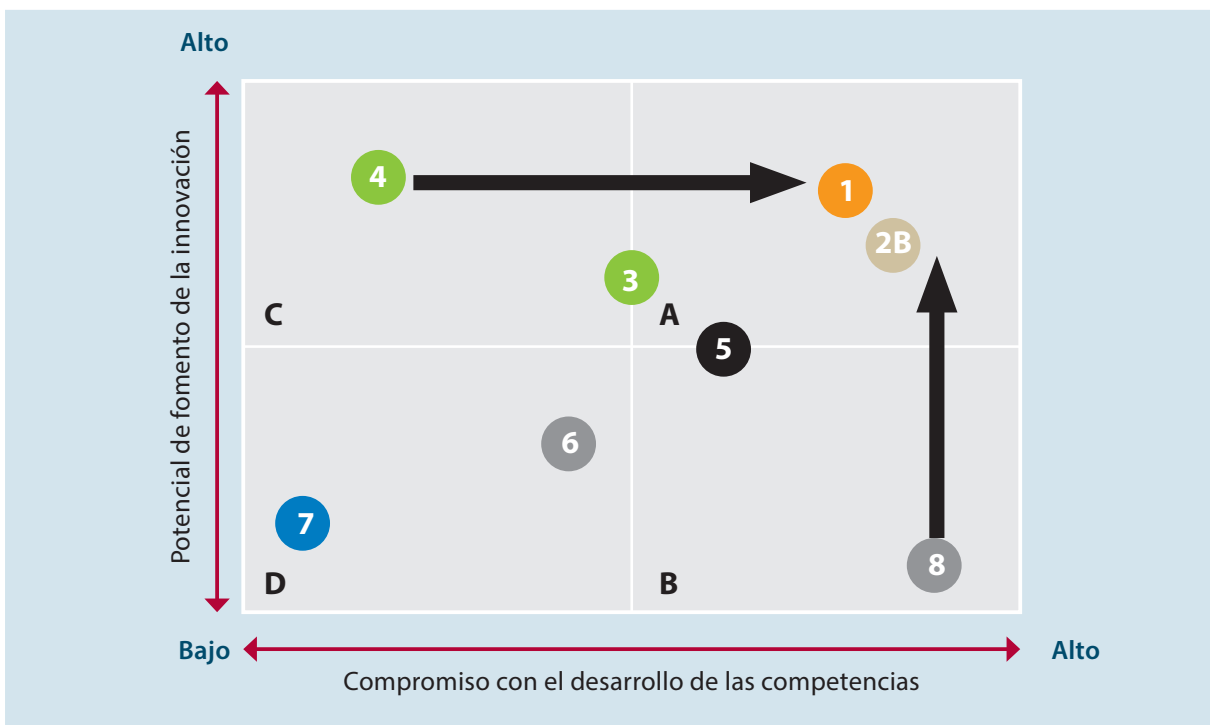 Alto
Potencial de fomento de la innovación
4
1
2B
3
C
A
5
6
7
8
D
B
Bajo
Alto
Compromiso con el desarrollo de las competencias